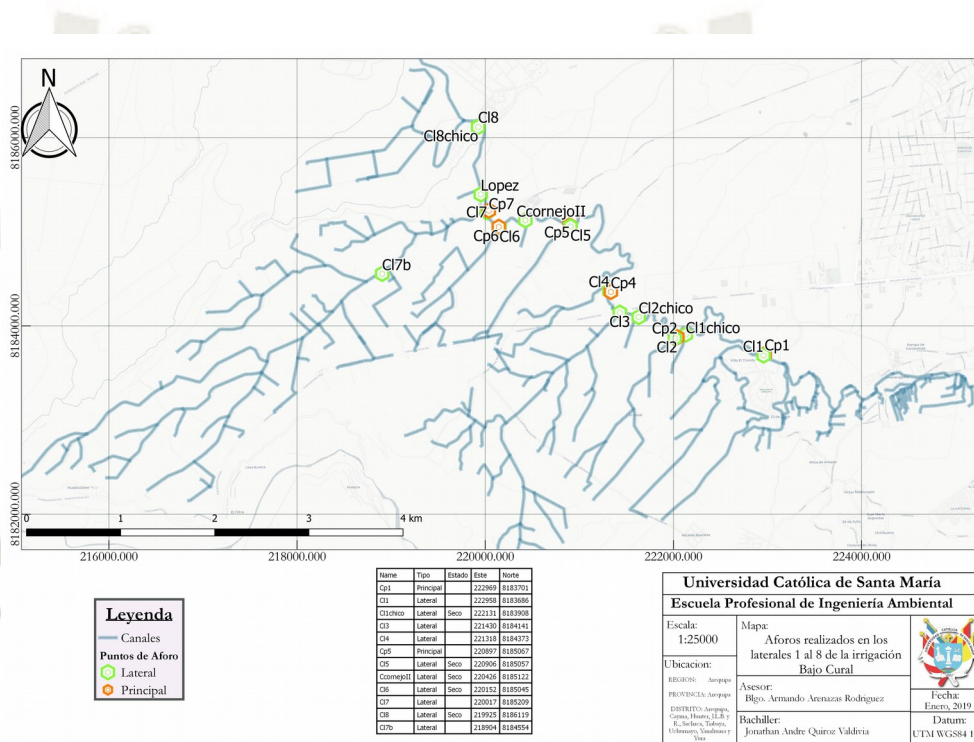 N
Cl8
Cl8chico
Lopez
Cp7
Cl7
CcornejoII
Cp6Cl6
Cp5Cl5
Cl7b
Cl4Cp4
Cl2chico
Cl3
Cp2
Cl1chico
Cl2
Cl1Cp1
8186000.000
8184000.000
8182000.000
0 1 2 3 4 km
216000.000 218000.000 220000.000 222000.000 224000.000
Leyenda
Canales
Puntos de Aforo
Lateral
Principal
Name Tipo Estado Este Norte
Cp1 Principal 222969 8183701
Cl1 Lateral 222958 8183686
Cl1chico Lateral Seco 222131 8183908
Cl3 Lateral 221430 8184141
Cl4 Lateral 221318 8184373
Cp5 Principal 220897 8185067
Cl5 Lateral Seco 220906 8185057
CcornejoII Lateral Seco 220426 8185122
Cl6 Lateral Seco 220152 8185045
Cl7 Lateral 220017 8185209
Cl8 Lateral Seco 219925 8186119
Cl7b Lateral 218904 8184554
Universidad Católica de Santa María
Escuela Profesional de Ingeniería Ambiental
Escala:
1:25000
Mapa:
Aforos realizados en los
laterales 1 al 8 de la irrigación
Bajo Cural
Ubicacion:
REGION: Arequipa
PROVINCIA: Arequipa
DISTRITO: Arequipa,
Asesor:
Blgo. Armando Arenazas Rodriguez
Bachiller:
Jonathan Andre Quiroz Valdivia
Fecha:
Enero, 2019
Datum:
UTM WGS84